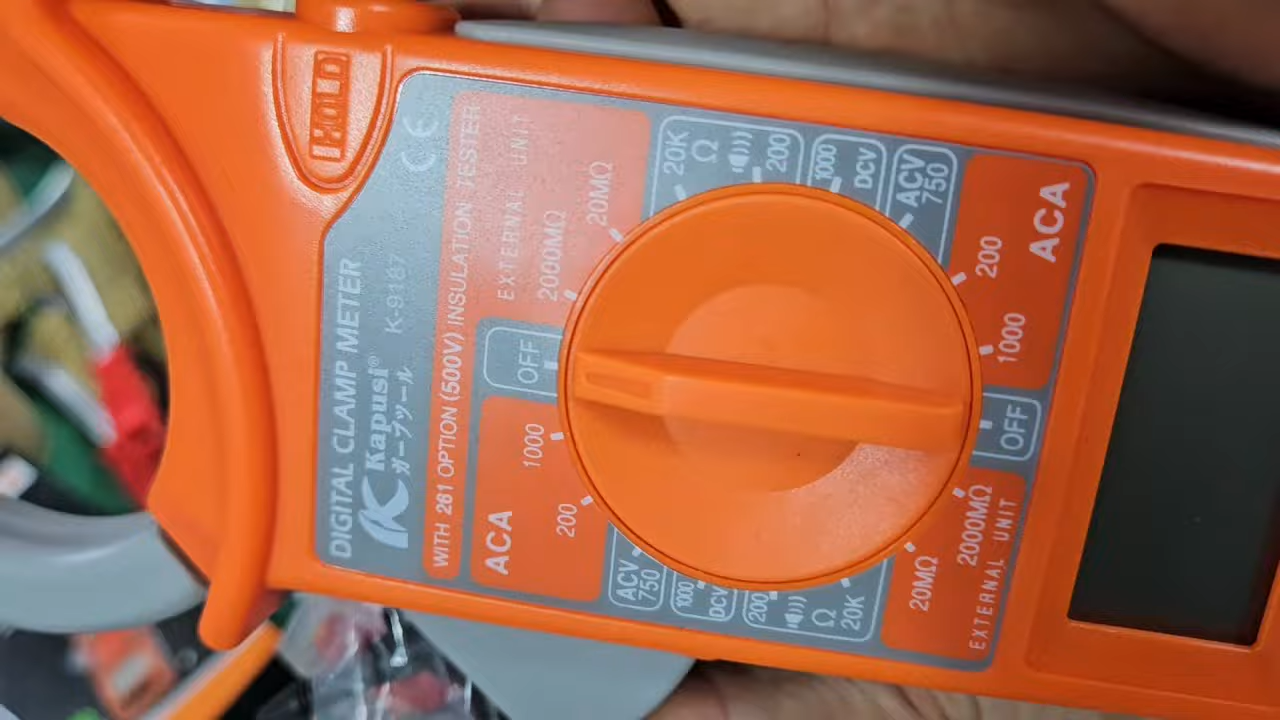 HOLD
CE
DIGITAL CLAMP METER
Kapusi® K-9187
ガーブツール
WITH 261 OPTION (500V) INSULATION TESTER
EXTERNAL UNIT
2000MΩ
20MΩ
OFF
1000
200
ACA
20K
Ω
200
1000
DCV
ACV
750
ACV
750
1000
DCV
200
Ω
20K
200
1000
ACA
OFF
2000MΩ
20MΩ
EXTERNAL UNIT